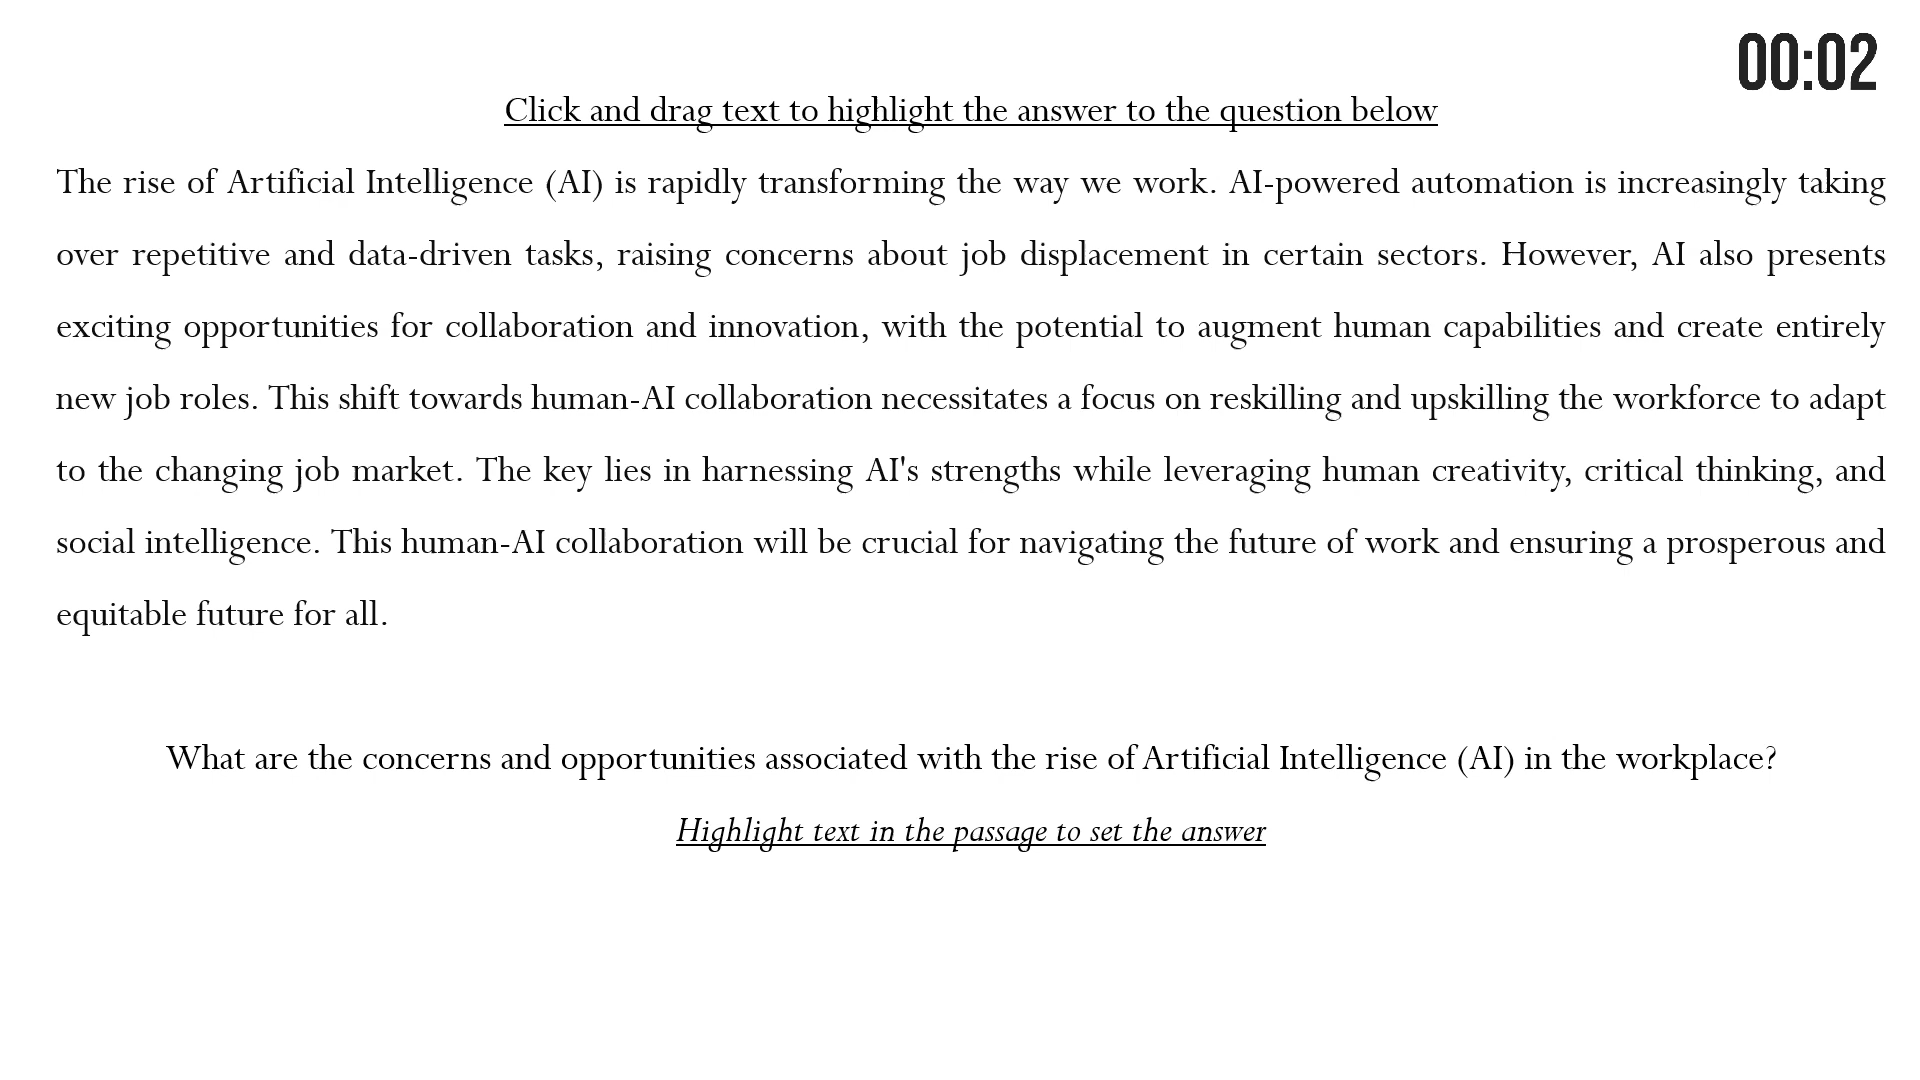 00:02
Click and drag text to highlight the answer to the question below
The rise of Artificial Intelligence (AI) is rapidly transforming the way we work. AI-powered automation is increasingly taking
over repetitive and data-driven tasks, raising concerns about job displacement in certain sectors. However, AI also presents
exciting opportunities for collaboration and innovation, with the potential to augment human capabilities and create entirely
new job roles. This shift towards human-AI collaboration necessitates a focus on reskilling and upskilling the workforce to adapt
to the changing job market. The key lies in harnessing AI's strengths while leveraging human creativity, critical thinking, and
social intelligence. This human-AI collaboration will be crucial for navigating the future of work and ensuring a prosperous and
equitable future for all.
What are the concerns and opportunities associated with the rise of Artificial Intelligence (AI) in the workplace?
Highlight text in the passage to set the answer